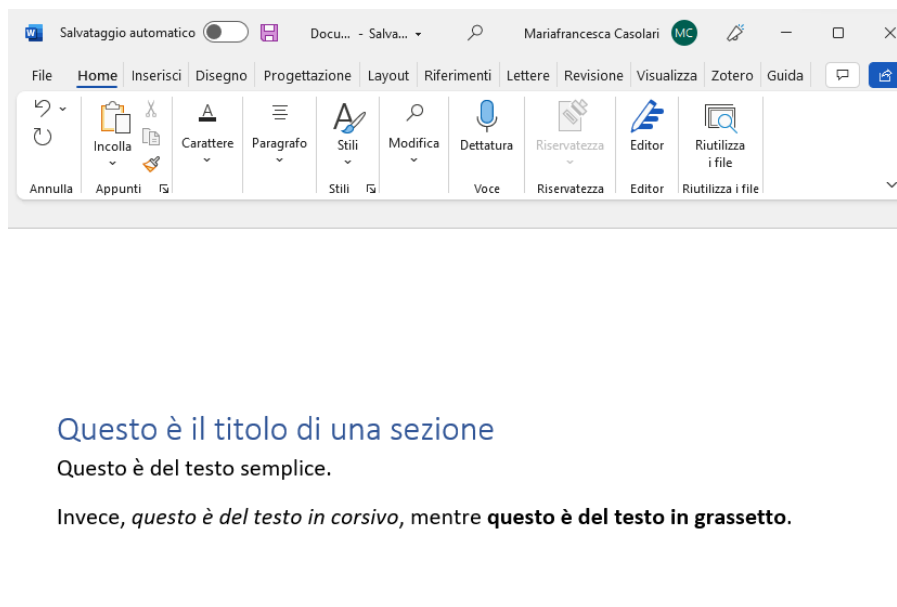 W Salvataggio automatico Docu... - Salva... Mariafrancesca Casolari MC
File Home Inserisci Disegno Progettazione Layout Riferimenti Lettere Revisione Visualizza Zotero Guida
Incolla A Carattere Paragrafo A Stili Modifica Dettatura Riservatezza Editor Riutilizza
i file
Annulla Appunti Stili Voce Riservatezza Editor Riutilizza i file
Questo è il titolo di una sezione
Questo è del testo semplice.
Invece, questo è del testo in corsivo, mentre questo è del testo in grassetto.